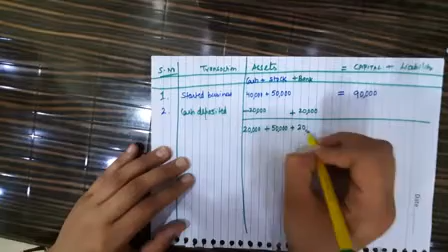 S.No Transaction Assets = CAPITAL + Liability
Cash + Stock + Bank
1. Started business 40,000 + 50,000 = 90,000
2. Cash deposited -20,000 + 20,000
20,000 + 50,000 + 20,
Date